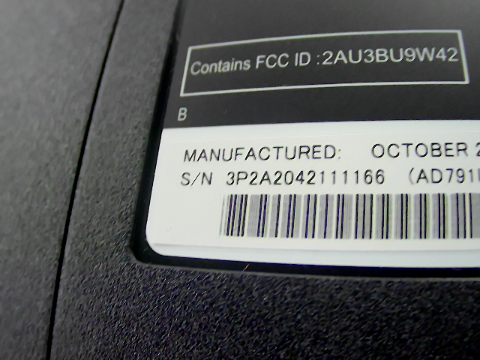 Contains FCC ID :2AU3BU9W42
B
MANUFACTURED: OCTOBER 2
S/N 3P2A2042111166 (AD791